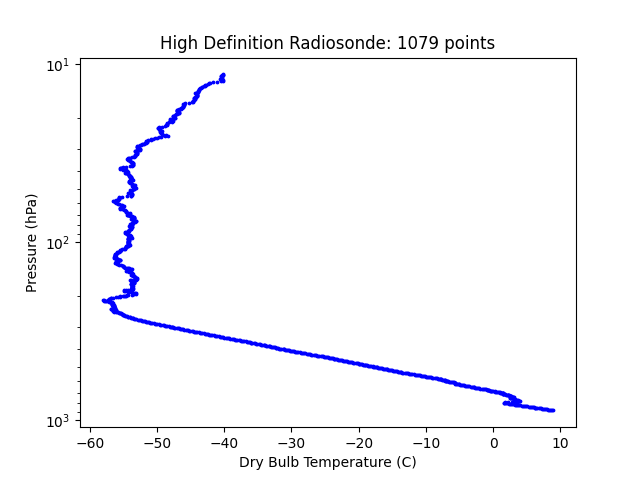 High Definition Radiosonde: 1079 points
10¹
10²
10³
Pressure (hPa)
−60 −50 −40 −30 −20 −10 0 10
Dry Bulb Temperature (C)